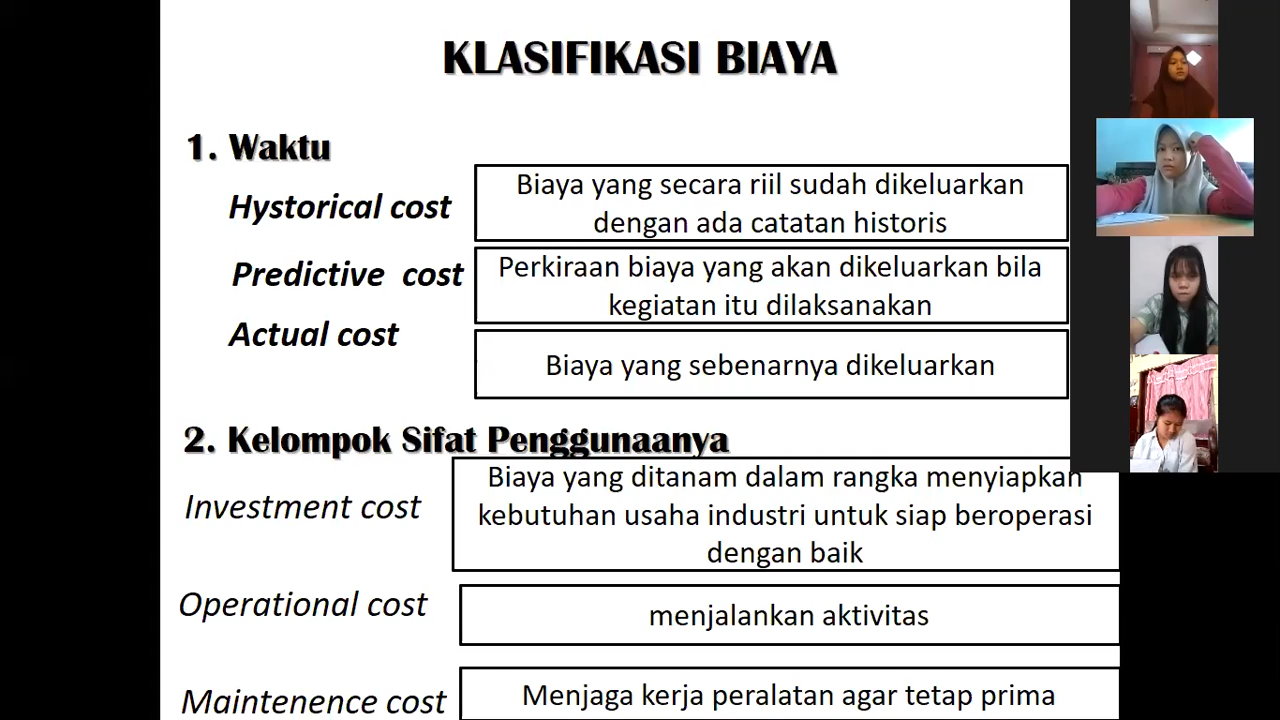 KLASIFIKASI BIAYA
1. Waktu
Hystorical cost
Biaya yang secara riil sudah dikeluarkan
dengan ada catatan historis
Predictive cost
Perkiraan biaya yang akan dikeluarkan bila
kegiatan itu dilaksanakan
Actual cost
Biaya yang sebenarnya dikeluarkan
2. Kelompok Sifat Penggunaanya
Investment cost
Biaya yang ditanam dalam rangka menyiapkan
kebutuhan usaha industri untuk siap beroperasi
dengan baik
Operational cost
menjalankan aktivitas
Maintenence cost
Menjaga kerja peralatan agar tetap prima